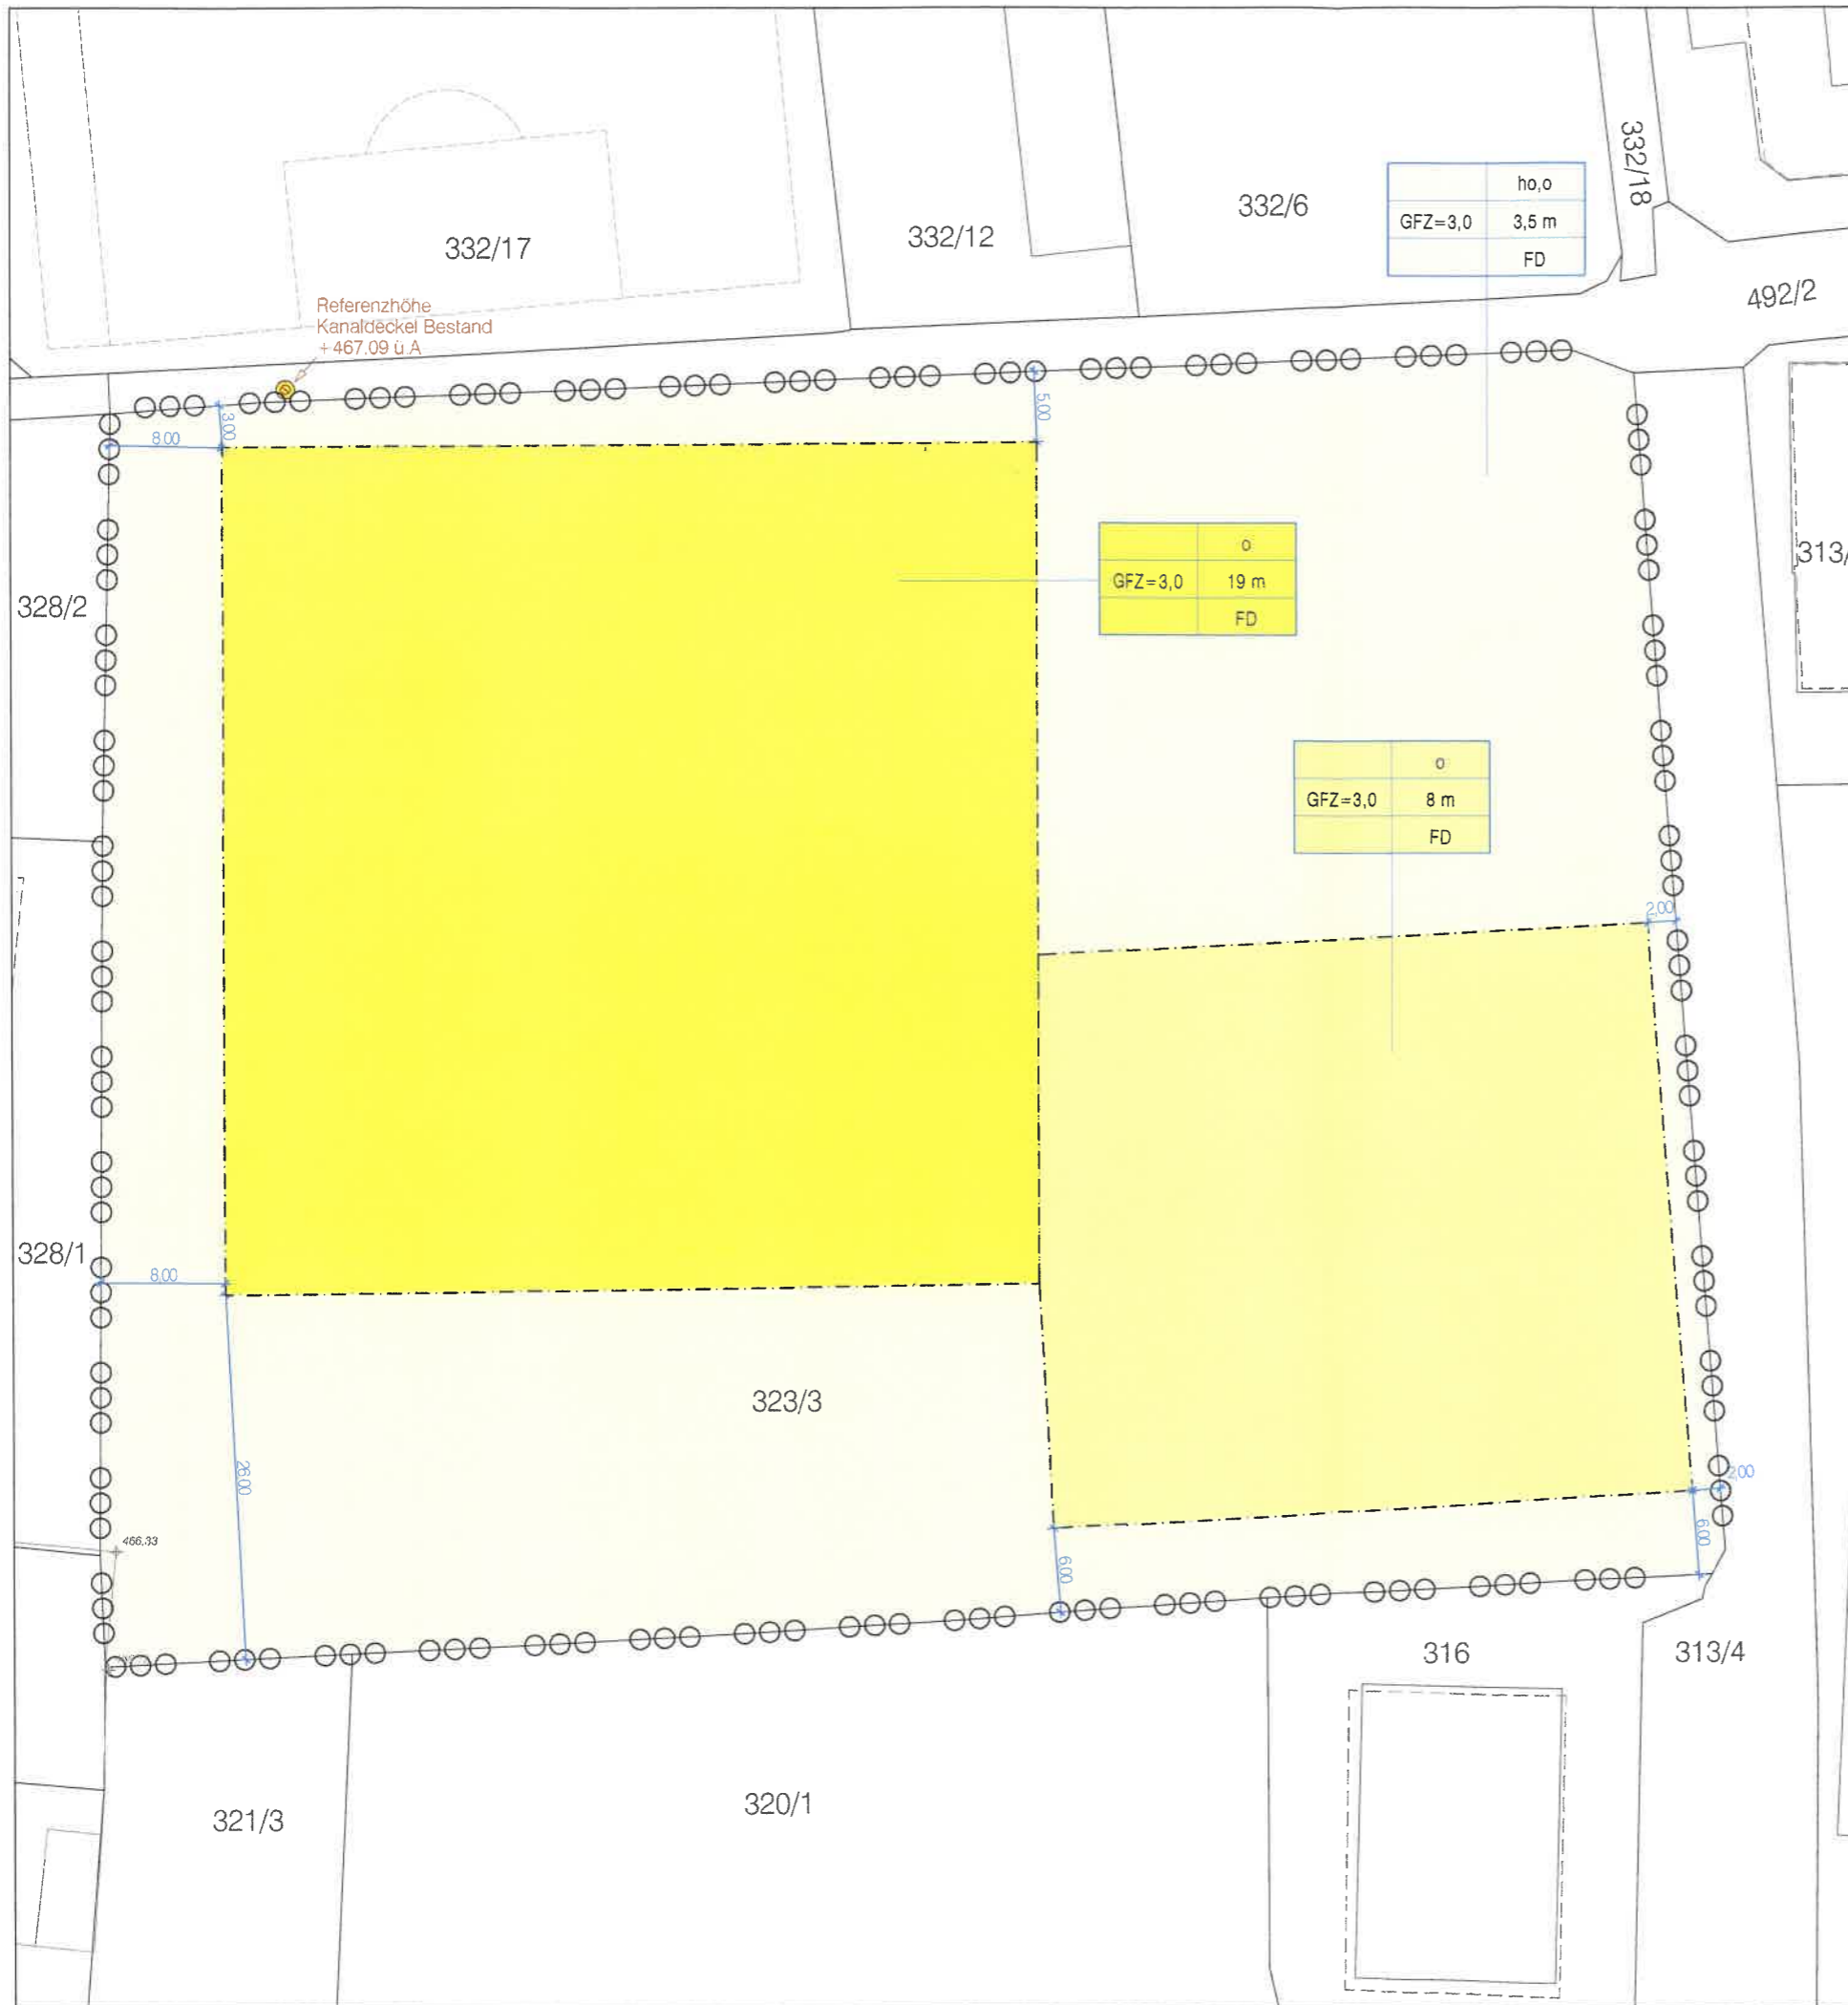 332/18
ho,o
GFZ=3,0 3,5 m
FD
332/6
332/12
332/17
492/2
Referenzhöhe
Kanaldeckel Bestand
+467.09 ü.A
3.00
5.00
8.00
o
GFZ=3,0 19 m
FD
313/
328/2
o
GFZ=3,0 8 m
FD
2,00
328/1
8.00
323/3
26.00
2,00
466.33
6.00
6.00
316
313/4
320/1
321/3